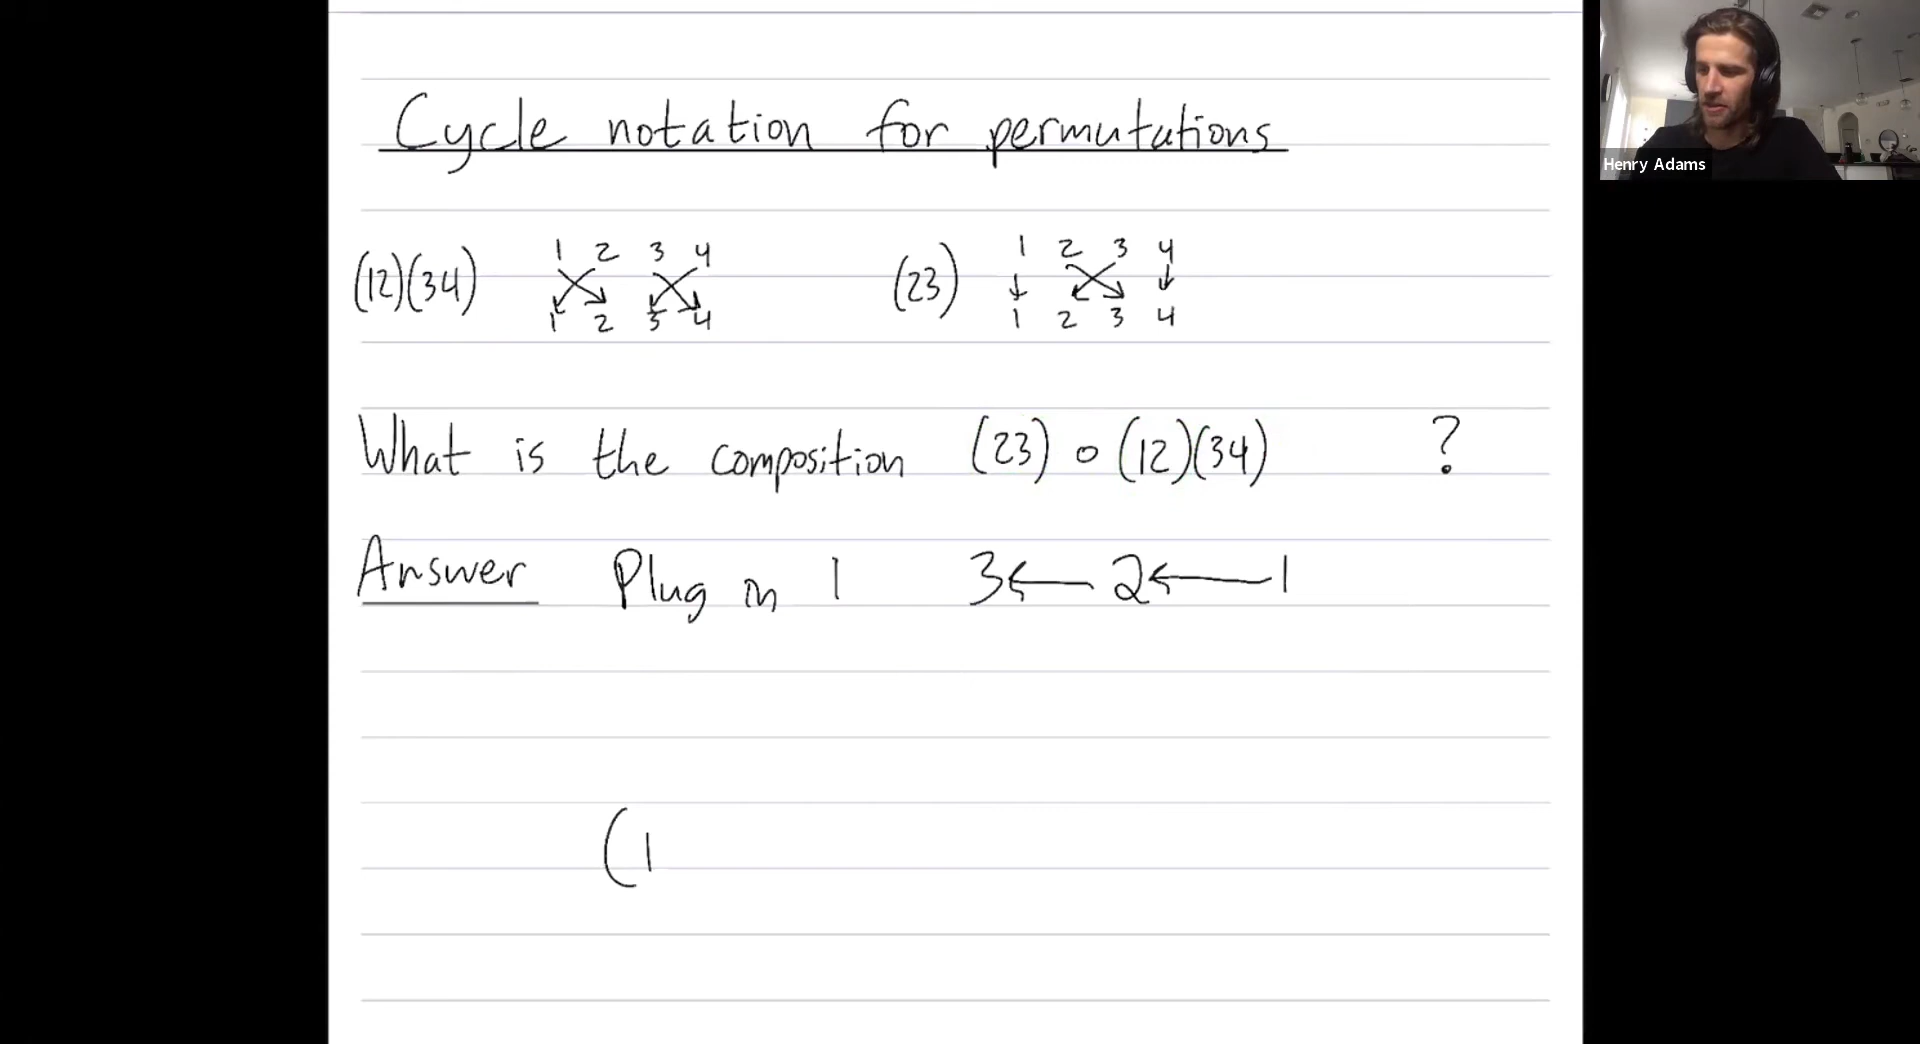 Cycle notation for permutations
Henry Adams
(12)(34) 1 2 3 4 (23) 1 2 3 4
1 2 3 4 1 2 3 4
What is the composition (23) ∘ (12)(34) ?
Answer Plug in 1 3 ← 2 ← 1
(1